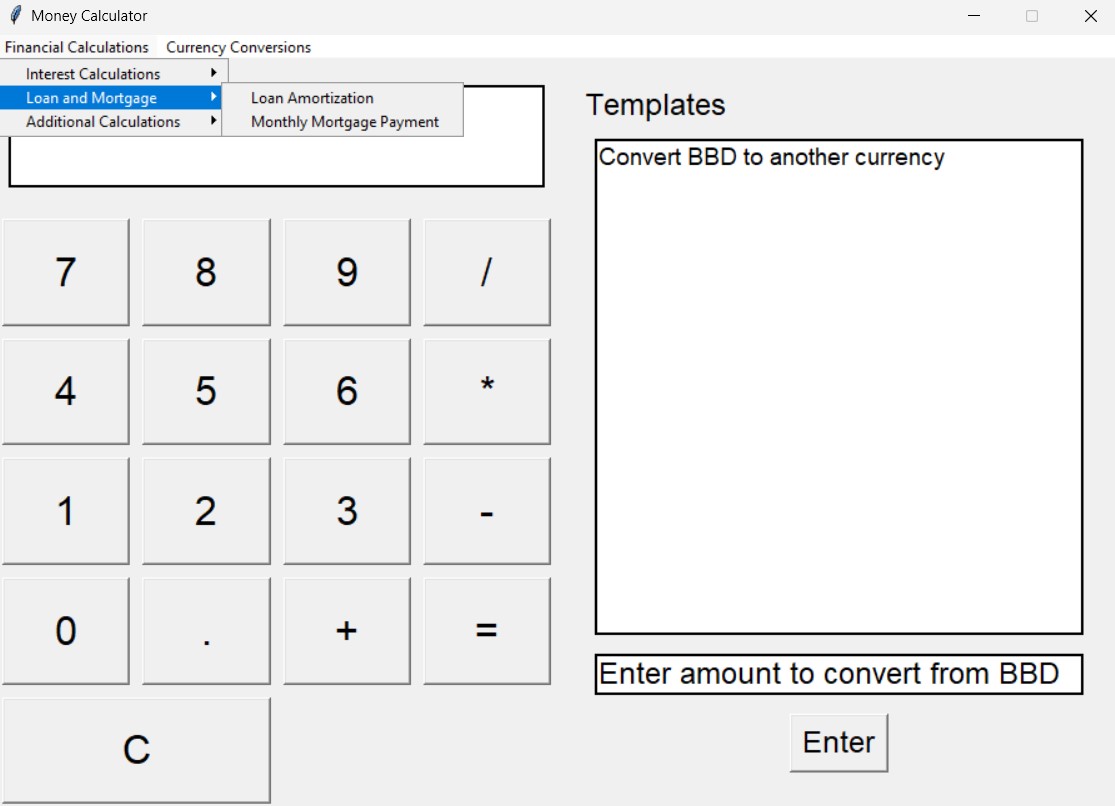 Money Calculator
Financial Calculations Currency Conversions
Interest Calculations
Loan and Mortgage
Additional Calculations
Loan Amortization
Monthly Mortgage Payment
7 8 9 /
4 5 6 *
1 2 3 -
0 . + =
C
Templates
Convert BBD to another currency
Enter amount to convert from BBD
Enter